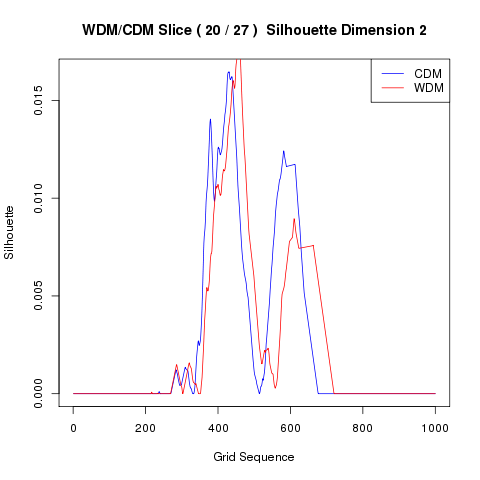 WDM/CDM Slice ( 20 / 27 )  Silhouette Dimension 2
CDM
WDM
Silhouette
0.015
0.010
0.005
0.000
0 200 400 600 800 1000
Grid Sequence